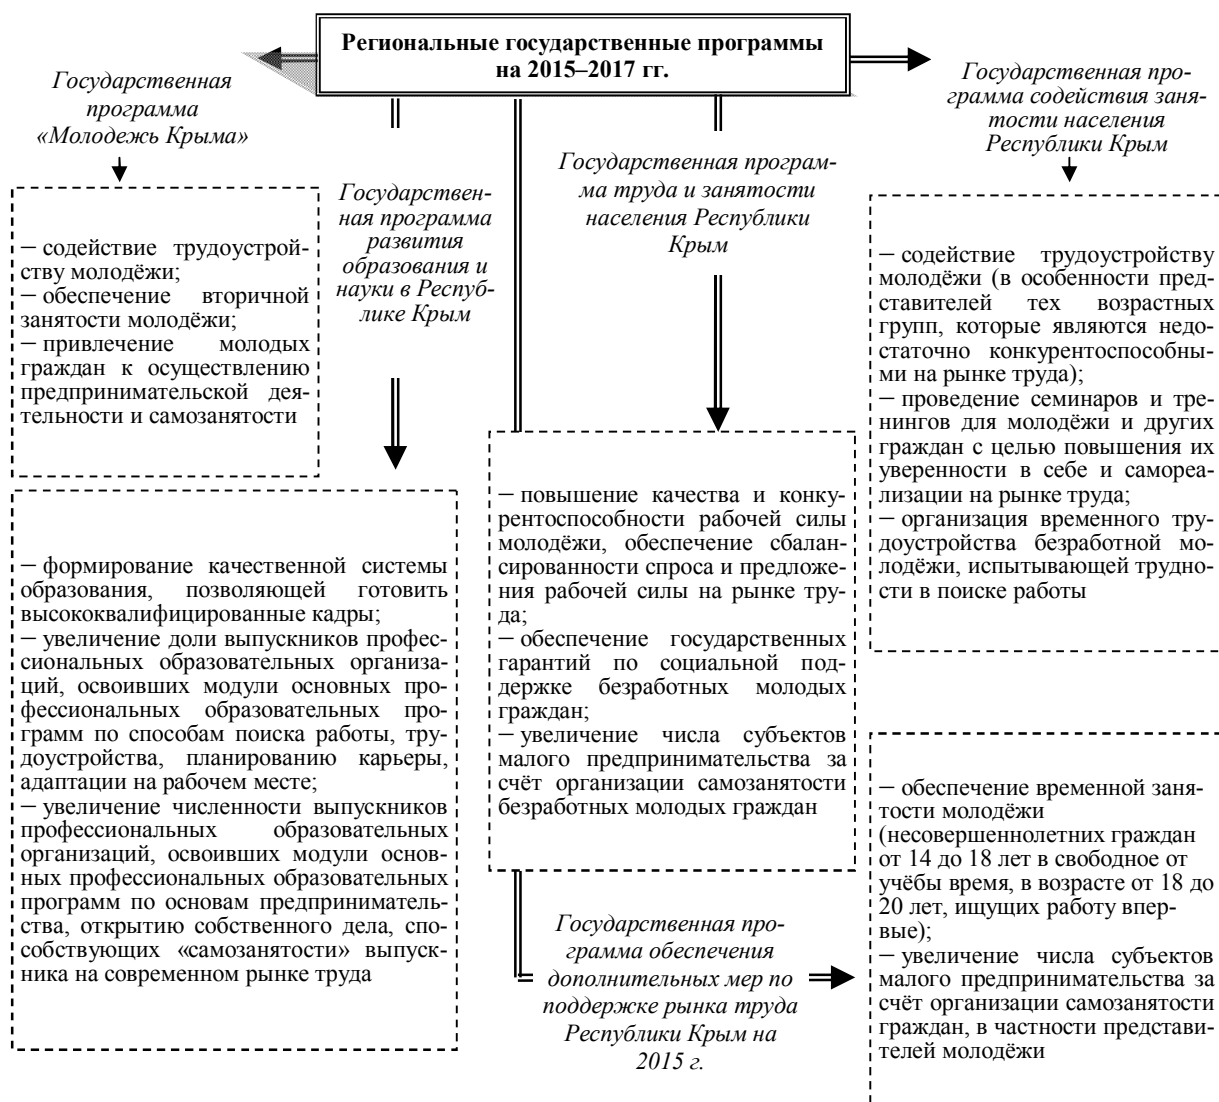 Региональные государственные программы
на 2015–2017 гг.
Государственная
программа
«Молодежь Крыма»
– содействие трудоустрой-
ству молодёжи;
– обеспечение вторичной
занятости молодёжи;
– привлечение молодых
граждан к осуществлению
предпринимательской дея-
тельности и самозанятости
Государствен-
ная программа
развития
образования и
науки в Респуб-
лике Крым
– формирование качественной системы
образования, позволяющей готовить
высококвалифицированные кадры;
– увеличение доли выпускников профес-
сиональных образовательных организа-
ций, освоивших модули основных про-
фессиональных образовательных про-
грамм по способам поиска работы, тру-
доустройства, планированию карьеры,
адаптации на рабочем месте;
– увеличение численности выпускников
профессиональных образовательных
организаций, освоивших модули основ-
ных профессиональных образовательных
программ по основам предприниматель-
ства, открытию собственного дела, спо-
собствующих «самозанятости» выпуск-
ника на современном рынке труда
Государственная програм-
ма труда и занятости
населения Республики
Крым
– повышение качества и конку-
рентоспособности рабочей силы
молодёжи, обеспечение сбалан-
сированности спроса и предложе-
ния рабочей силы на рынке тру-
да;
– обеспечение государственных
гарантий по социальной под-
держке безработных молодых
граждан;
– увеличение числа субъектов
малого предпринимательства за
счёт организации самозанятости
безработных молодых граждан
Государственная про-
грамма содействия заня-
тости населения
Республики Крым
– содействие трудоустройству
молодёжи (в особенности пред-
ставителей тех возрастных
групп, которые являются недо-
статочно конкурентоспособны-
ми на рынке труда);
– проведение семинаров и тре-
нингов для молодёжи и других
граждан с целью повышения их
уверенности в себе и самореа-
лизации на рынке труда;
– организация временного тру-
доустройства безработной мо-
лодёжи, испытывающей трудно-
сти в поиске работы
Государственная про-
грамма обеспечения
дополнительных мер по
поддержке рынка труда
Республики Крым на
2015 г.
– обеспечение временной заня-
тости молодёжи
(несовершеннолетних граждан
от 14 до 18 лет в свободное от
учёбы время, в возрасте от 18 до
20 лет, ищущих работу впер-
вые);
– увеличение числа субъектов
малого предпринимательства за
счёт организации самозанятости
граждан, в частности представи-
телей молодёжи